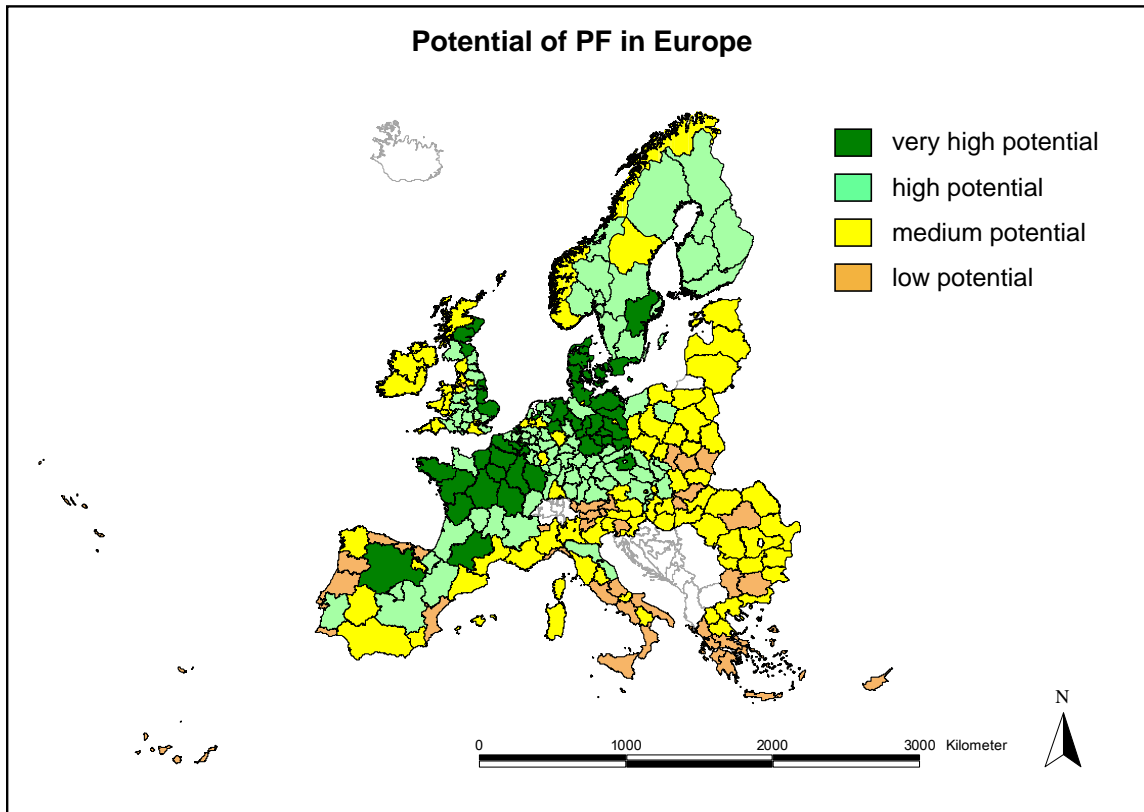 Potential of PF in Europe
very high potential
high potential
medium potential
low potential
N
0 1000 2000 3000 Kilometer